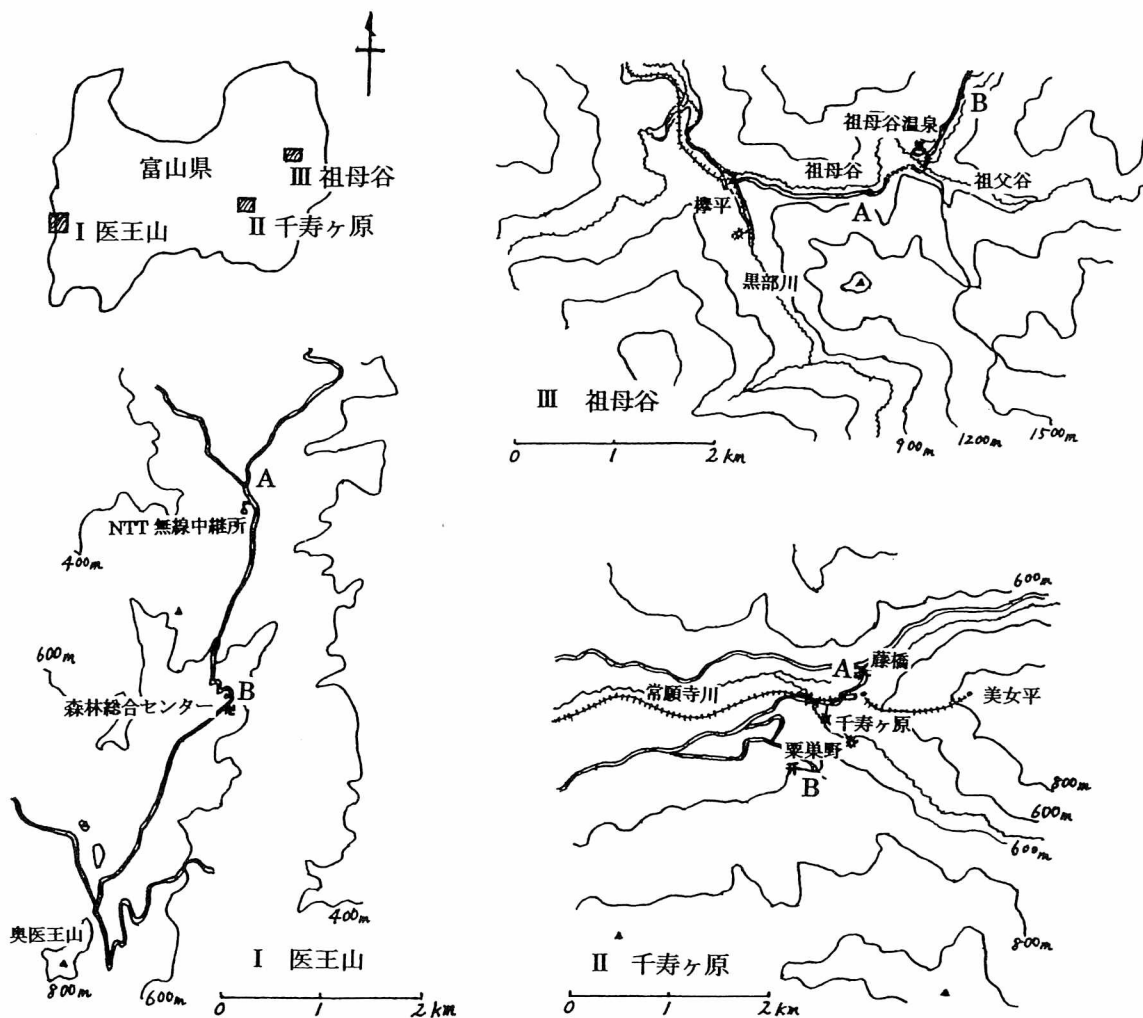 富山県
Ⅰ 医王山
Ⅱ 千寿ヶ原
Ⅲ 祖母谷
A
NTT 無線中継所
400m
600m
B
森林総合センター
奥医王山
800m
600m
400m
Ⅰ 医王山
0 1 2 km
B
祖母谷温泉
祖母谷
祖父谷
欅平
A
黒部川
Ⅲ 祖母谷
900m
1200m
1500m
0 1 2 km
600m
A
藤橋
常願寺川
美女平
千寿ヶ原
粟巣野
B
800m
600m
600m
800m
Ⅱ 千寿ヶ原
0 1 2 km